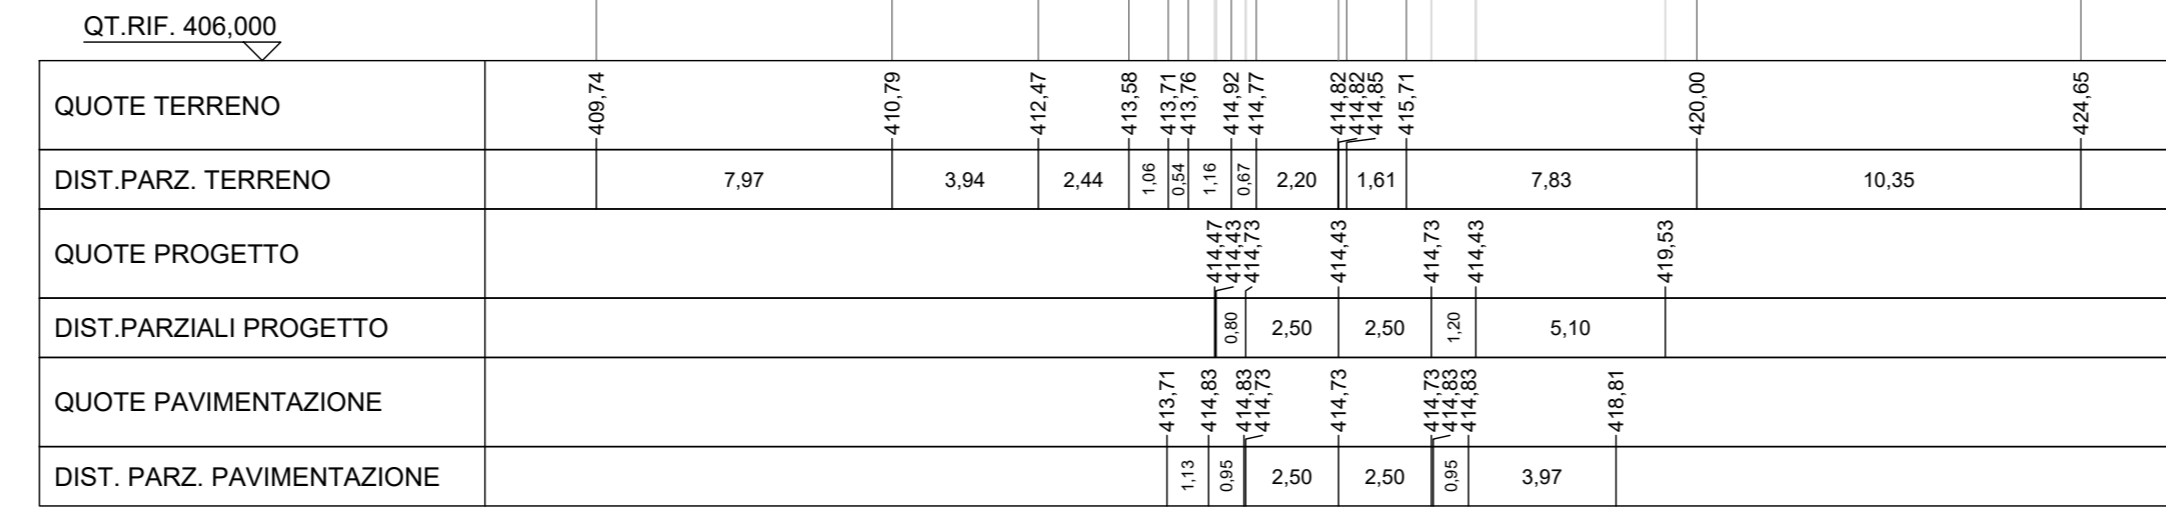 QT.RIF. 406,000
QUOTE TERRENO 409,74 410,79 412,47 413,58 413,71 413,76 414,92 414,77 414,82 414,82 414,85 415,71 420,00 424,65
DIST.PARZ. TERRENO 7,97 3,94 2,44 1,06 0,54 1,16 0,67 2,20 1,61 7,83 10,35
QUOTE PROGETTO 414,47 414,43 414,73 414,43 414,73 414,43 419,53
DIST.PARZIALI PROGETTO 0,80 2,50 2,50 1,20 5,10
QUOTE PAVIMENTAZIONE 413,71 414,83 414,83 414,73 414,73 414,73 414,83 414,83 418,81
DIST. PARZ. PAVIMENTAZIONE 1,13 0,95 2,50 2,50 0,95 3,97